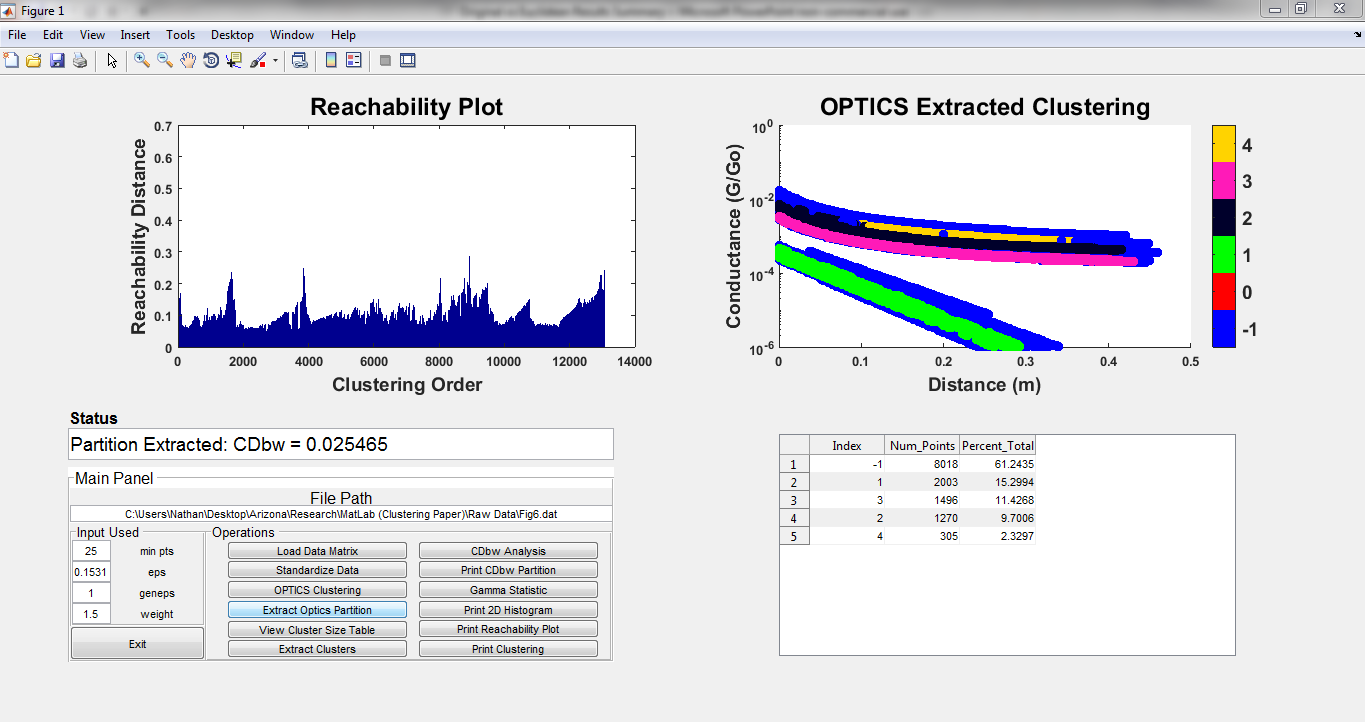 Figure 1
File Edit View Insert Tools Desktop Window Help
Reachability Plot
Reachability Distance
0.7
0.6
0.5
0.4
0.3
0.2
0.1
0
0 2000 4000 6000 8000 10000 12000 14000
Clustering Order
OPTICS Extracted Clustering
Conductance (G/Go)
10^0
10^-2
10^-4
10^-6
0 0.1 0.2 0.3 0.4 0.5
Distance (m)
4
3
2
1
0
-1
Status
Partition Extracted: CDbw = 0.025465
Main Panel
File Path
C:\Users\Nathan\Desktop\Arizona\Research\MatLab (Clustering Paper)\Raw Data\Fig6.dat
Input Used
25 min pts
0.1531 eps
1 geneps
1.5 weight
Exit
Operations
Load Data Matrix CDbw Analysis
Standardize Data Print CDbw Partition
OPTICS Clustering Gamma Statistic
Extract Optics Partition Print 2D Histogram
View Cluster Size Table Print Reachability Plot
Extract Clusters Print Clustering
Index Num_Points Percent_Total
1 -1 8018 61.2435
2 1 2003 15.2994
3 3 1496 11.4268
4 2 1270 9.7006
5 4 305 2.3297